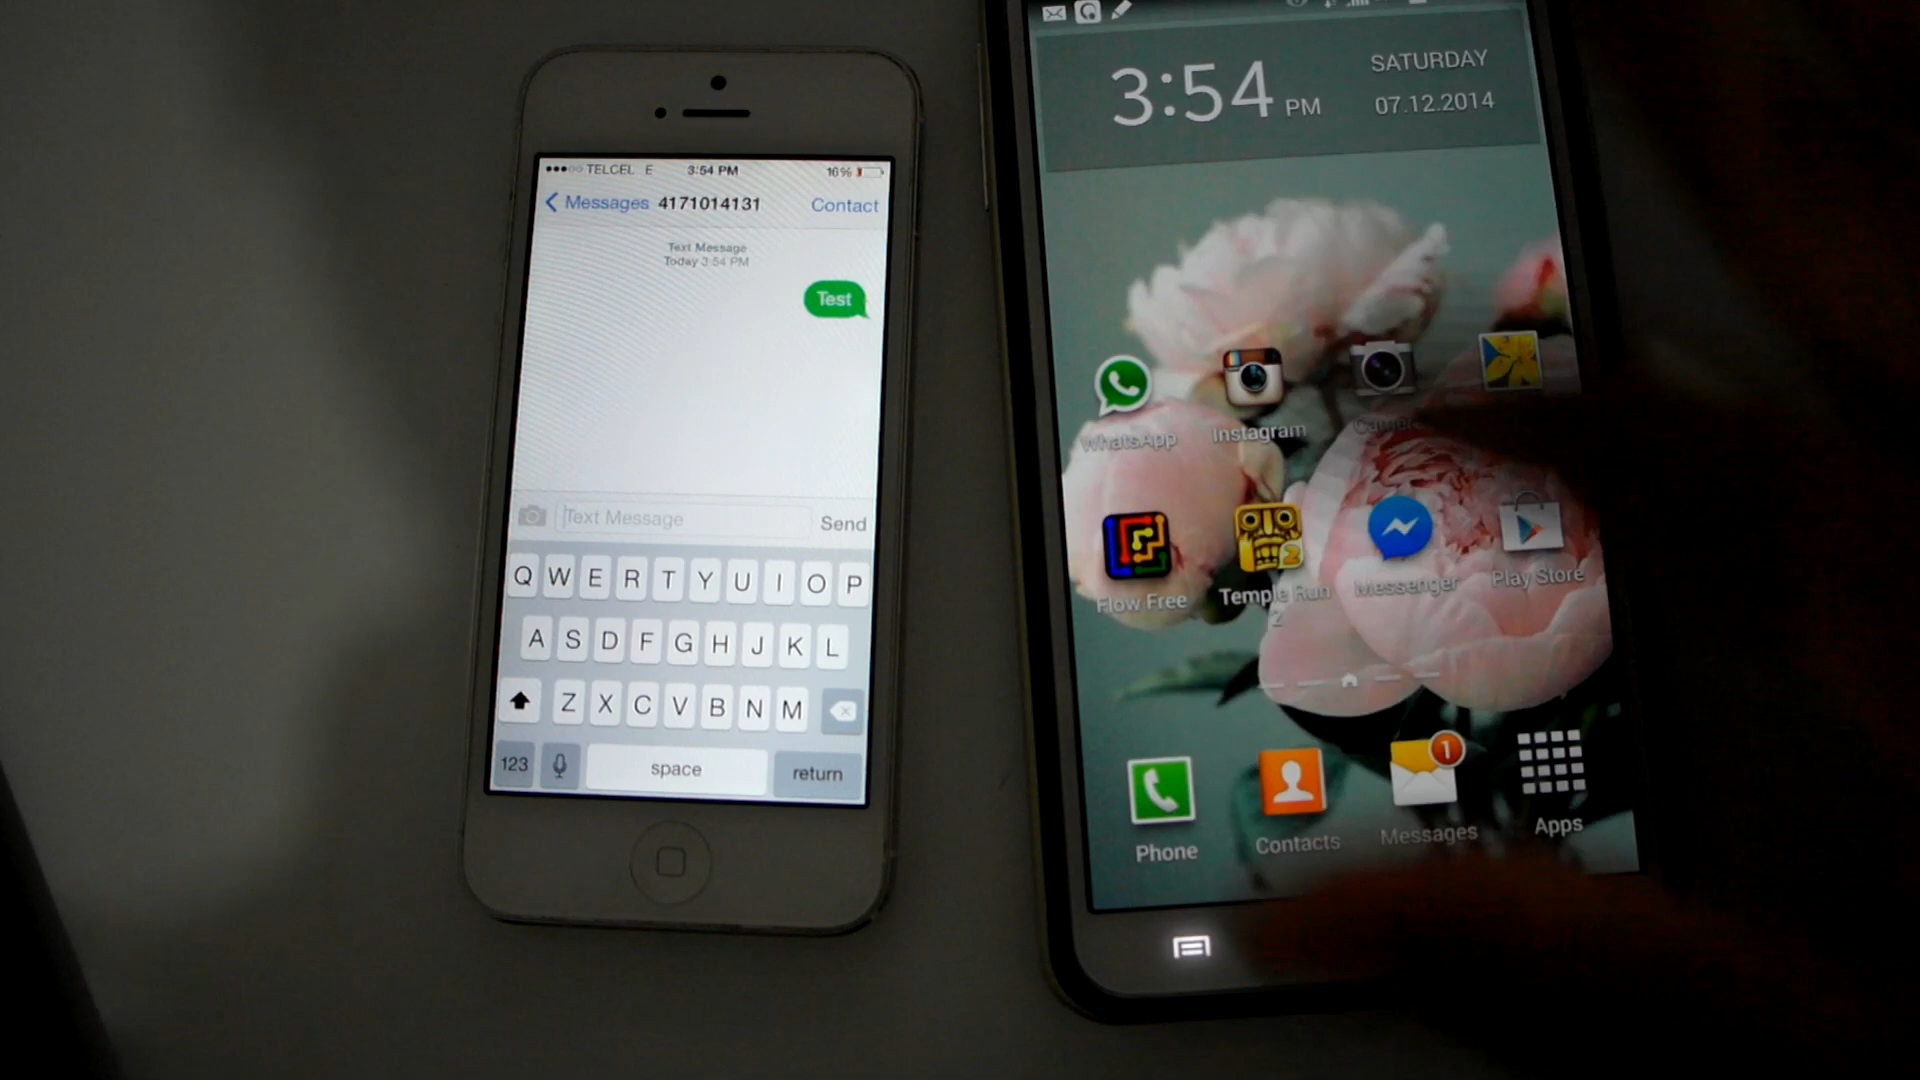 TELCEL E 3:54 PM 16%
Messages 4171014131 Contact
Text Message
Today 3:54 PM
Test
Text Message Send
Q W E R T Y U I O P
A S D F G H J K L
Z X C V B N M
123 space return
3:54 PM
SATURDAY
07.12.2014
WhatsApp Instagram Camera
Flow Free Temple Run Messenger Play Store
2
1
Phone Contacts Messages Apps